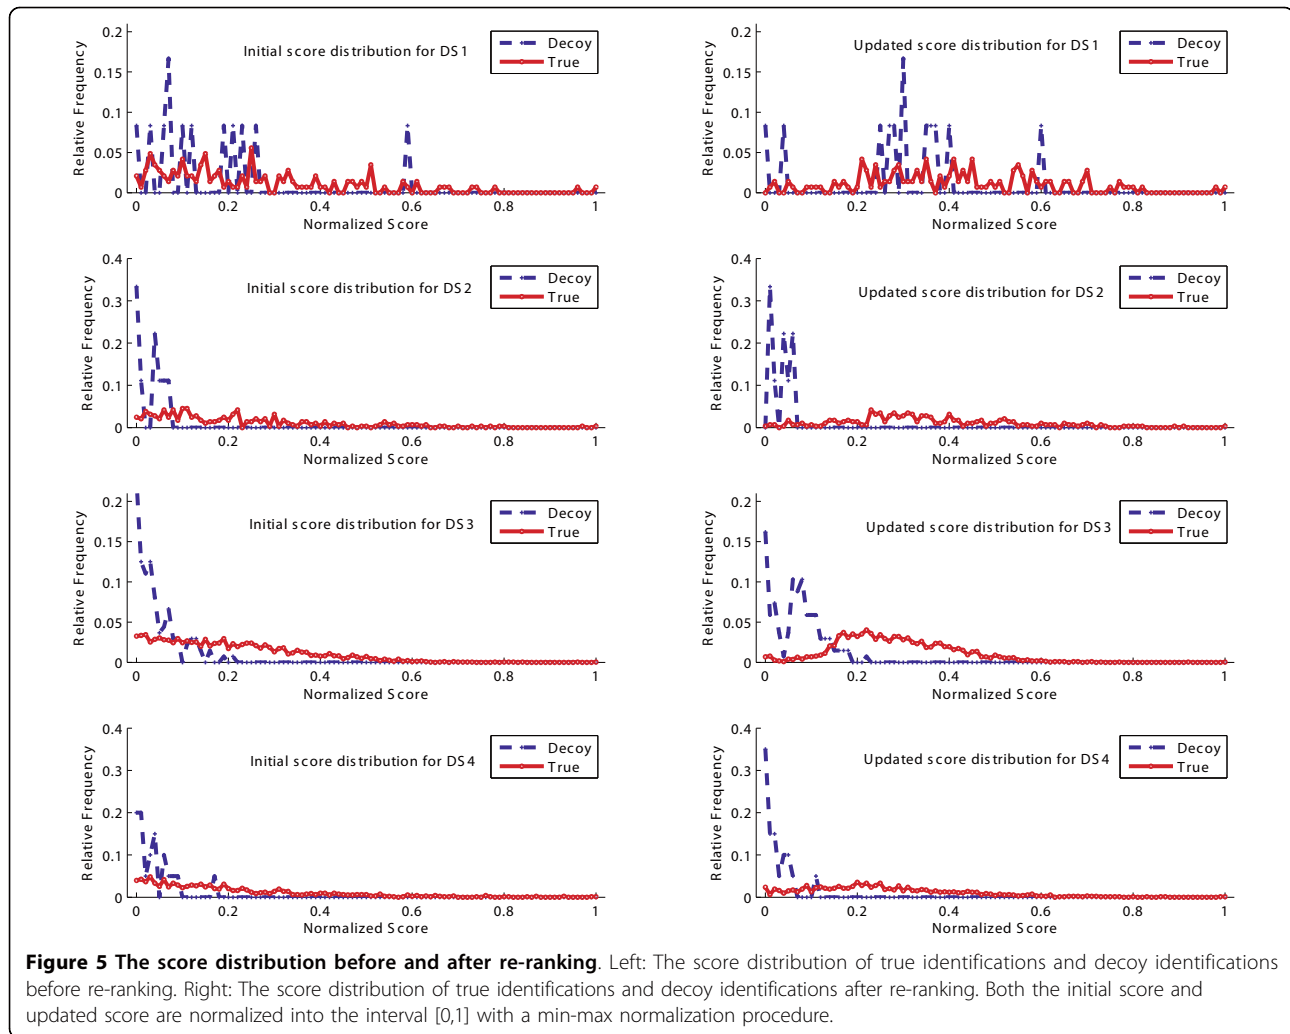 Initial score distribution for DS1
Decoy
True
Relative Frequency
0.2
0.15
0.1
0.05
0
0 0.2 0.4 0.6 0.8 1
Normalized Score
Updated score distribution for DS1
Decoy
True
Relative Frequency
0.2
0.15
0.1
0.05
0
0 0.2 0.4 0.6 0.8 1
Normalized Score
Initial score distribution for DS2
Decoy
True
Relative Frequency
0.4
0.3
0.2
0.1
0
0 0.2 0.4 0.6 0.8 1
Normalized Score
Updated score distribution for DS2
Decoy
True
Relative Frequency
0.4
0.3
0.2
0.1
0
0 0.2 0.4 0.6 0.8 1
Normalized Score
Initial score distribution for DS3
Decoy
True
Relative Frequency
0.2
0.15
0.1
0.05
0
0 0.2 0.4 0.6 0.8 1
Normalized Score
Updated score distribution for DS3
Decoy
True
Relative Frequency
0.2
0.15
0.1
0.05
0
0 0.2 0.4 0.6 0.8 1
Normalized Score
Initial score distribution for DS4
Decoy
True
Relative Frequency
0.4
0.3
0.2
0.1
0
0 0.2 0.4 0.6 0.8 1
Normalized Score
Updated score distribution for DS4
Decoy
True
Relative Frequency
0.4
0.3
0.2
0.1
0
0 0.2 0.4 0.6 0.8 1
Normalized Score
Figure 5 The score distribution before and after re-ranking. Left: The score distribution of true identifications and decoy identifications
before re-ranking. Right: The score distribution of true identifications and decoy identifications after re-ranking. Both the initial score and
updated score are normalized into the interval [0,1] with a min-max normalization procedure.